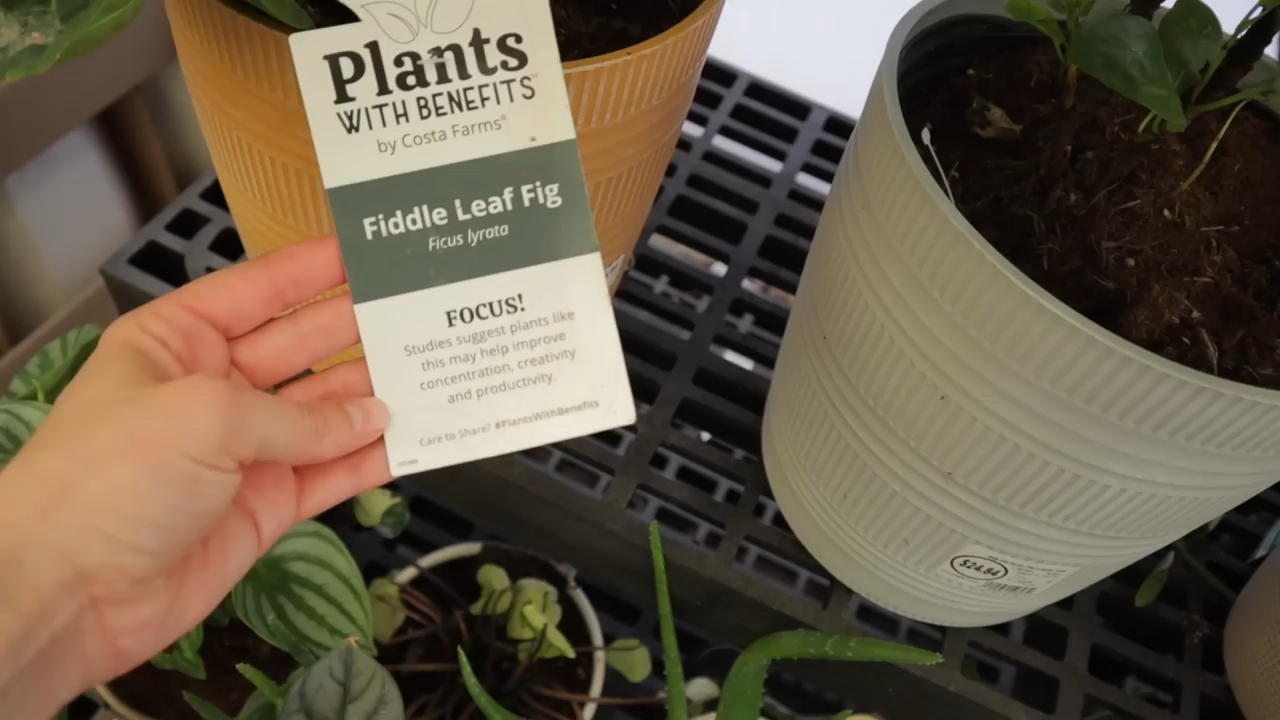 Plants
WITH BENEFITS™
by Costa Farms®
Fiddle Leaf Fig
Ficus lyrata
FOCUS!
Studies suggest plants like
this may help improve
concentration, creativity
and productivity.
Care to Share? #PlantsWithBenefits
$24.84